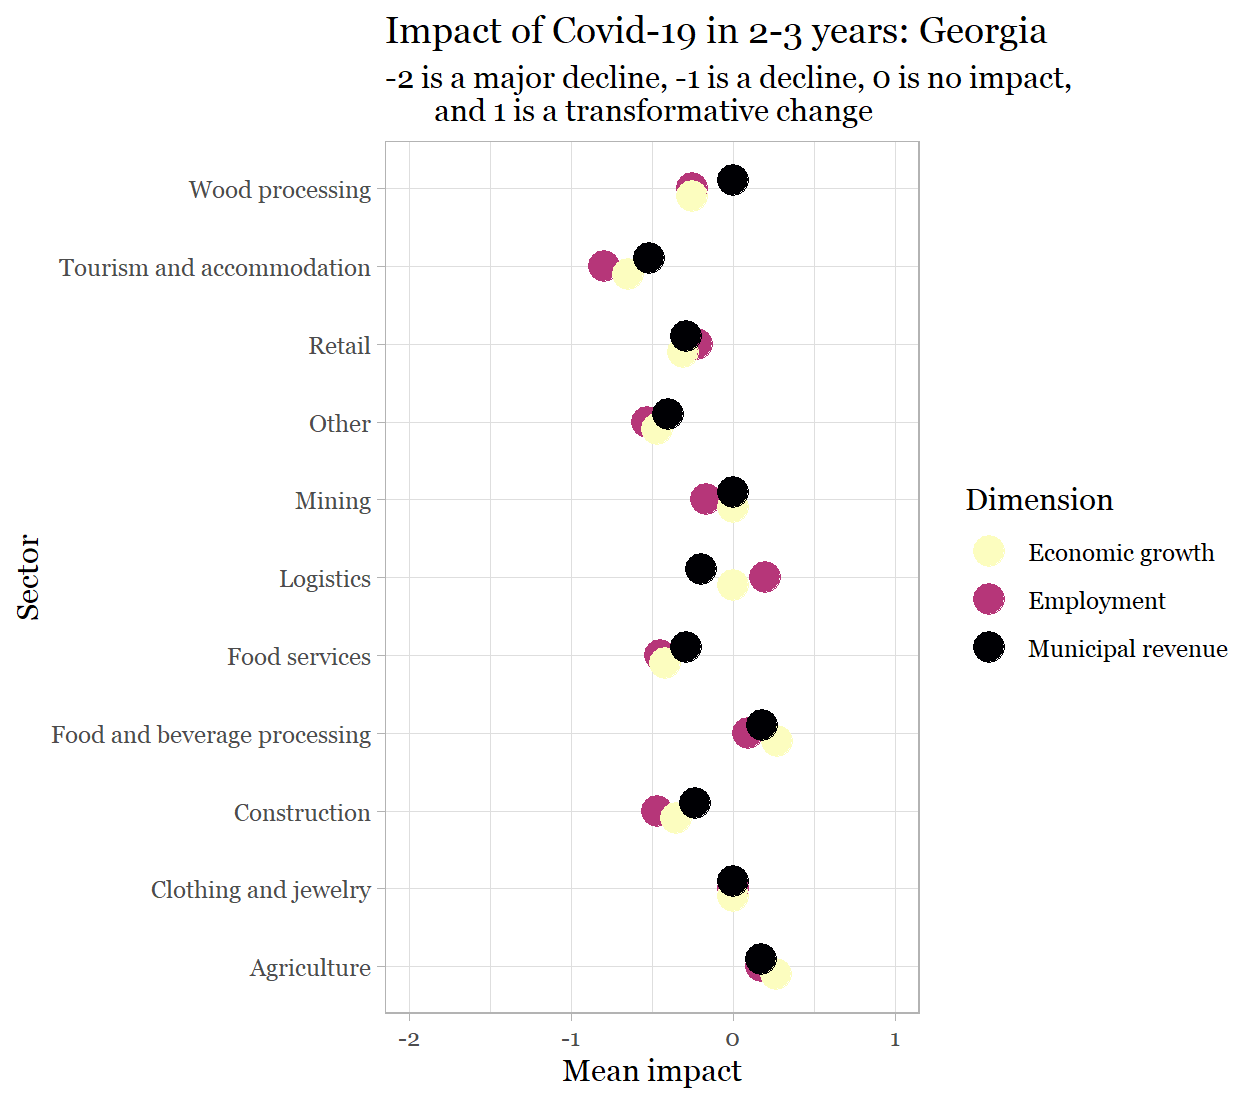 Impact of Covid-19 in 2-3 years: Georgia
-2 is a major decline, -1 is a decline, 0 is no impact,
and 1 is a transformative change
Sector
Wood processing
Tourism and accommodation
Retail
Other
Mining
Logistics
Food services
Food and beverage processing
Construction
Clothing and jewelry
Agriculture
-2 -1 0 1
Mean impact
Dimension
Economic growth
Employment
Municipal revenue